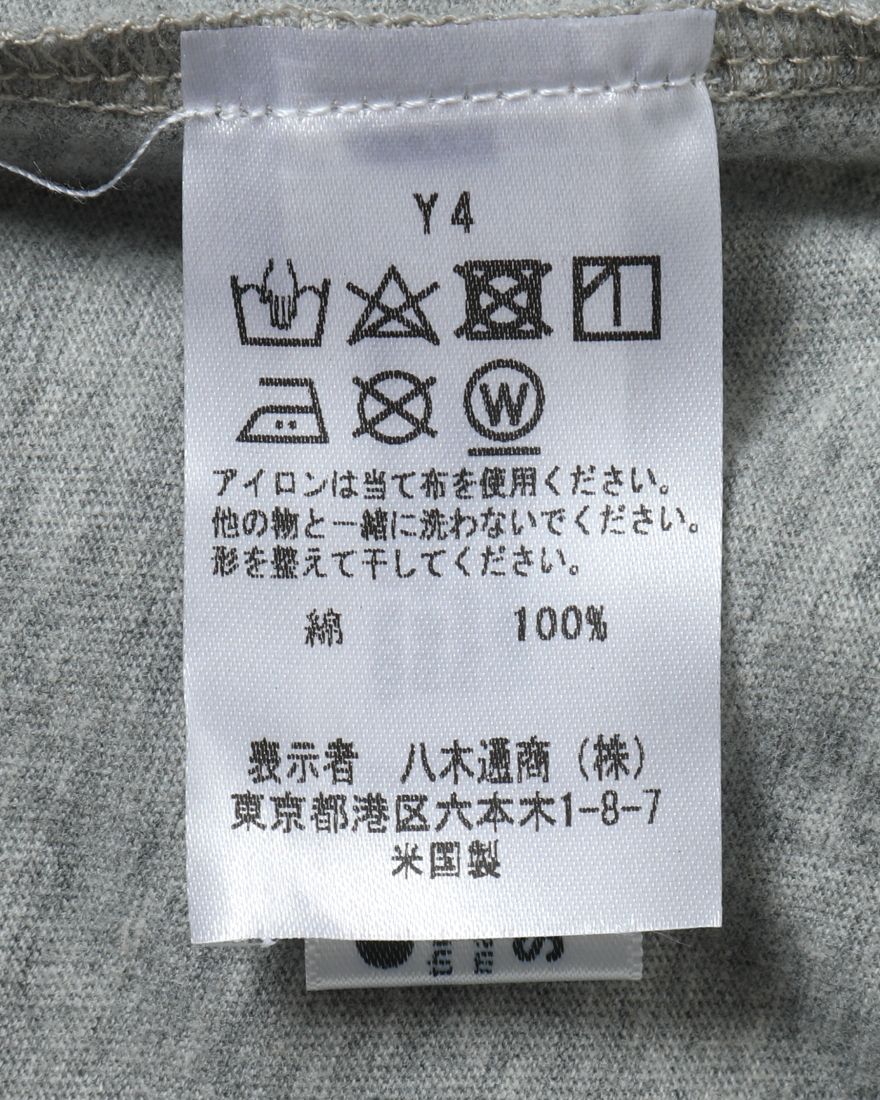 Y4
W
アイロンは当て布を使用ください。
他の物と一緒に洗わないでください。
形を整えて干してください。
綿 100%
表示者 八木通商（株）
東京都港区六本木1-8-7
米国製
S